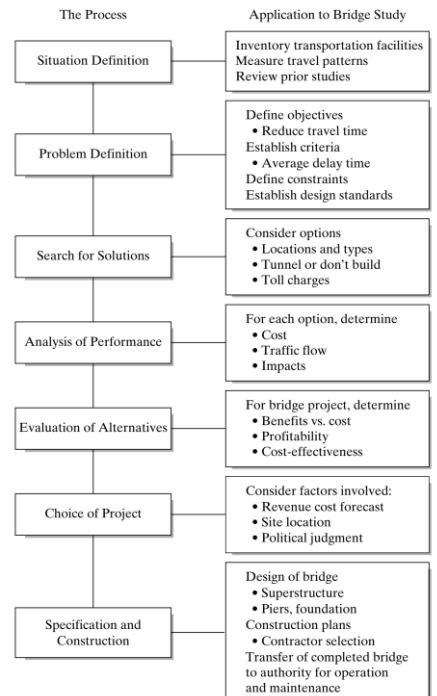 The Process
Application to Bridge Study
Situation Definition
Inventory transportation facilities
Measure travel patterns
Review prior studies
Problem Definition
Define objectives
• Reduce travel time
Establish criteria
• Average delay time
Define constraints
Establish design standards
Search for Solutions
Consider options
• Locations and types
• Tunnel or don't build
• Toll charges
Analysis of Performance
For each option, determine
• Cost
• Traffic flow
• Impacts
Evaluation of Alternatives
For bridge project, determine
• Benefits vs. cost
• Profitability
• Cost-effectiveness
Choice of Project
Consider factors involved:
• Revenue cost forecast
• Site location
• Political judgment
Specification and
Construction
Design of bridge
• Superstructure
• Piers, foundation
Construction plans
• Contractor selection
Transfer of completed bridge
to authority for operation
and maintenance